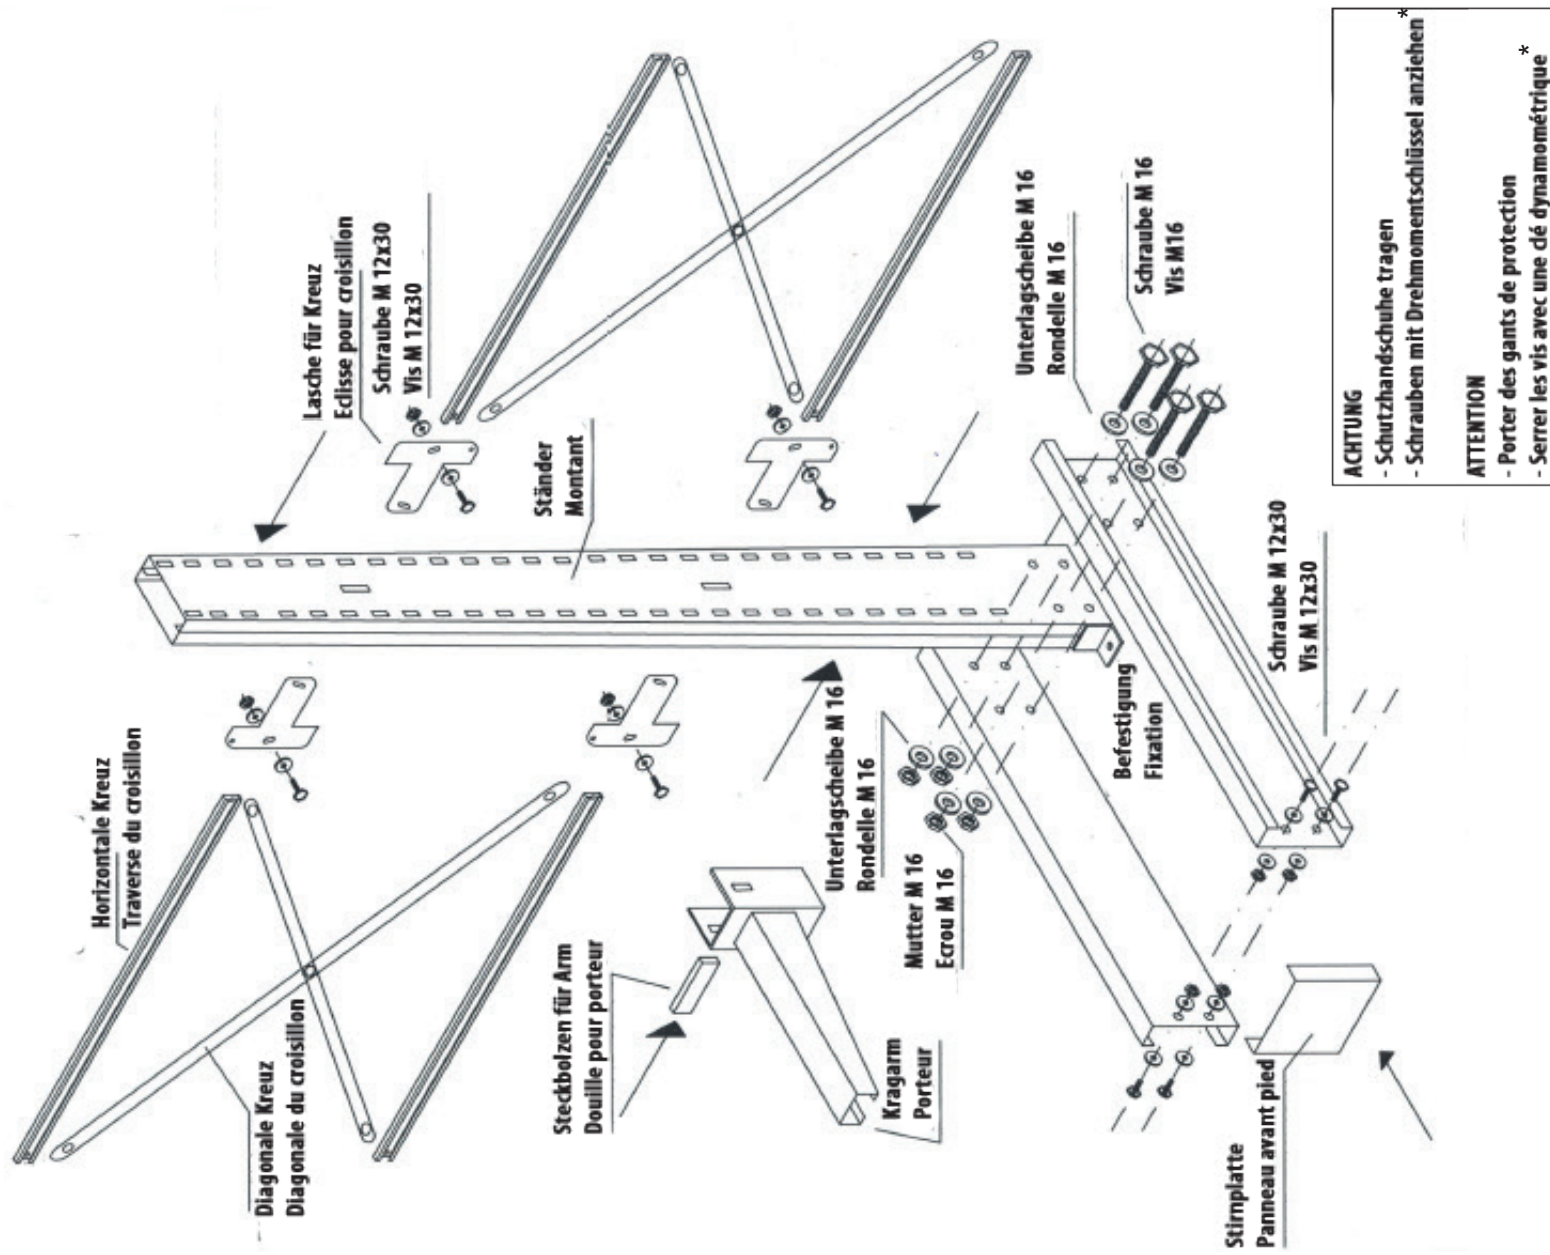 Horizontale Kreuz
Traverse du croisillon
Diagonale Kreuz
Diagonale du croisillon
Lasche für Kreuz
Eclisse pour croisillon
Schraube M 12x30
Vis M 12x30
Ständer
Montant
Steckbolzen für Arm
Douille pour porteur
Kragarm
Porteur
Unterlagscheibe M 16
Rondelle M 16
Mutter M 16
Ecrou M 16
Unterlagscheibe M 16
Rondelle M 16
Schraube M 16
Vis M16
Befestigung
Fixation
Schraube M 12x30
Vis M 12x30
Stirnplatte
Panneau avant pied
ACHTUNG
- Schutzhandschuhe tragen
- Schrauben mit Drehmomentschlüssel anziehen*
ATTENTION
- Porter des gants de protection
- Serrer les vis avec une dé dynamométrique*